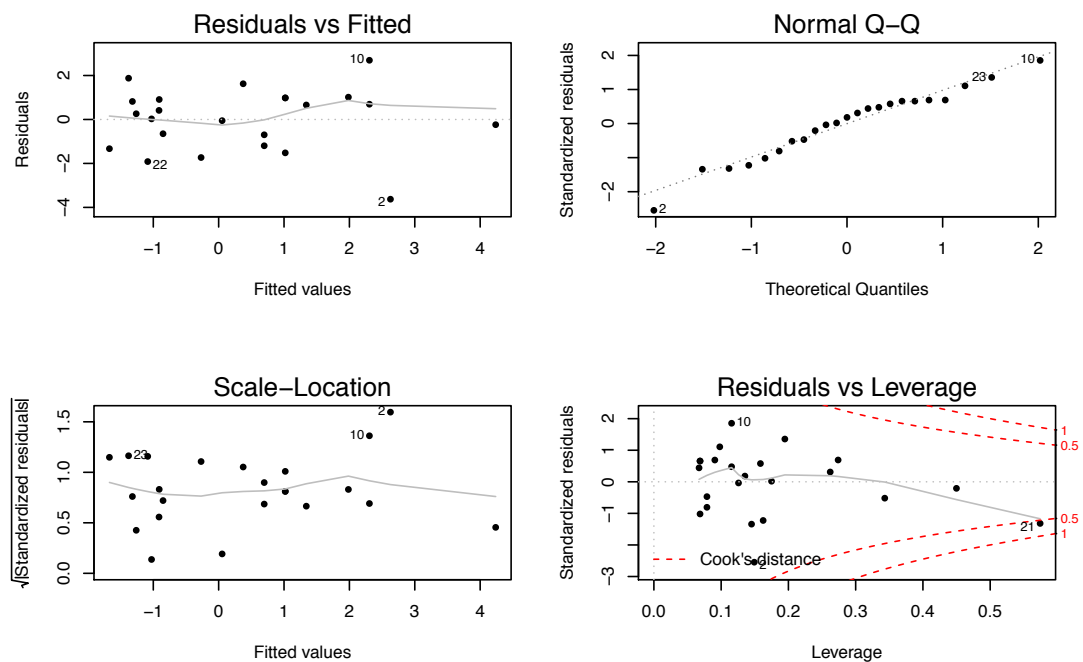 Residuals vs Fitted
Residuals
2
0
−2
−4
10
22
2
−1 0 1 2 3 4
Fitted values
Normal Q−Q
Standardized residuals
2
0
−2
10
23
2
−2 −1 0 1 2
Theoretical Quantiles
Scale−Location
√|Standardized residuals|
1.5
1.0
0.5
0.0
2
10
23
−1 0 1 2 3 4
Fitted values
Residuals vs Leverage
Standardized residuals
2
1
0
−1
−3
10
1
0.5
0.5
1
21
2
Cook's distance
0.0 0.1 0.2 0.3 0.4 0.5
Leverage